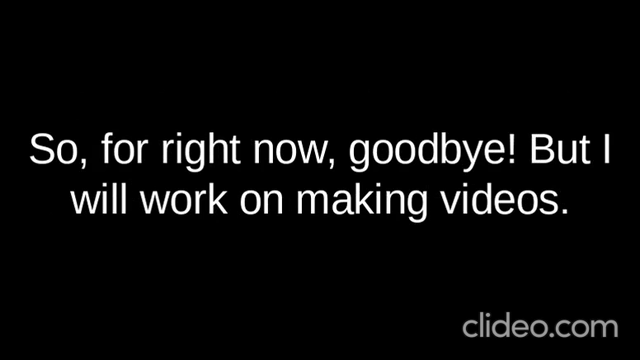 So, for right now, goodbye! But I
will work on making videos.
clideo.com